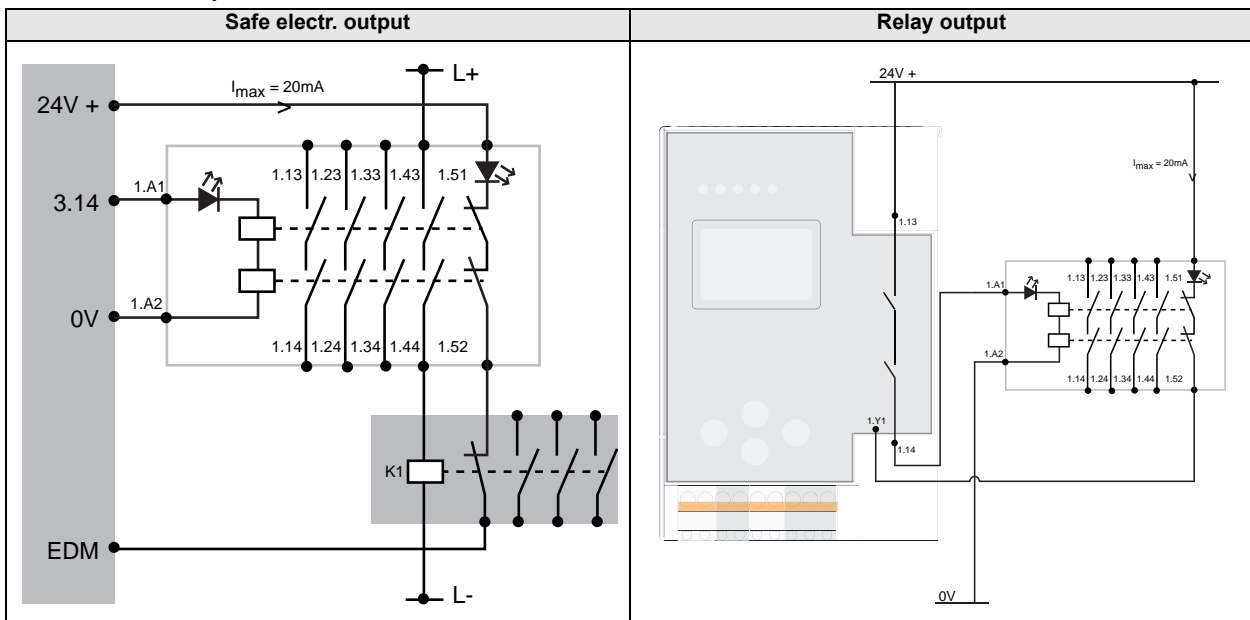 Safe electr. output
Relay output
24V +
Imax = 20mA
L+
1.13 1.23 1.33 1.43 1.51
3.14
1.A1
0V
1.A2
1.14 1.24 1.34 1.44 1.52
K1
EDM
L-
24V +
Imax = 20mA
1.13
1.13 1.23 1.33 1.43 1.51
1.A1
1.A2
1.14 1.24 1.34 1.44 1.52
1.Y1
1.14
0V